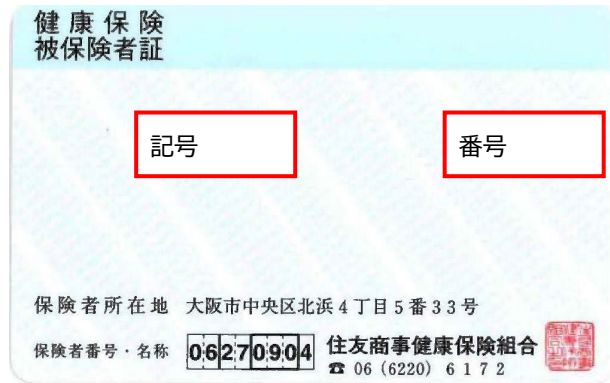 健康保険
被保険者証
記号
番号
保険者所在地 大阪市中央区北浜4丁目5番33号
保険者番号・名称 06270904 住友商事健康保険組合
☎ 06 (6220) 6172